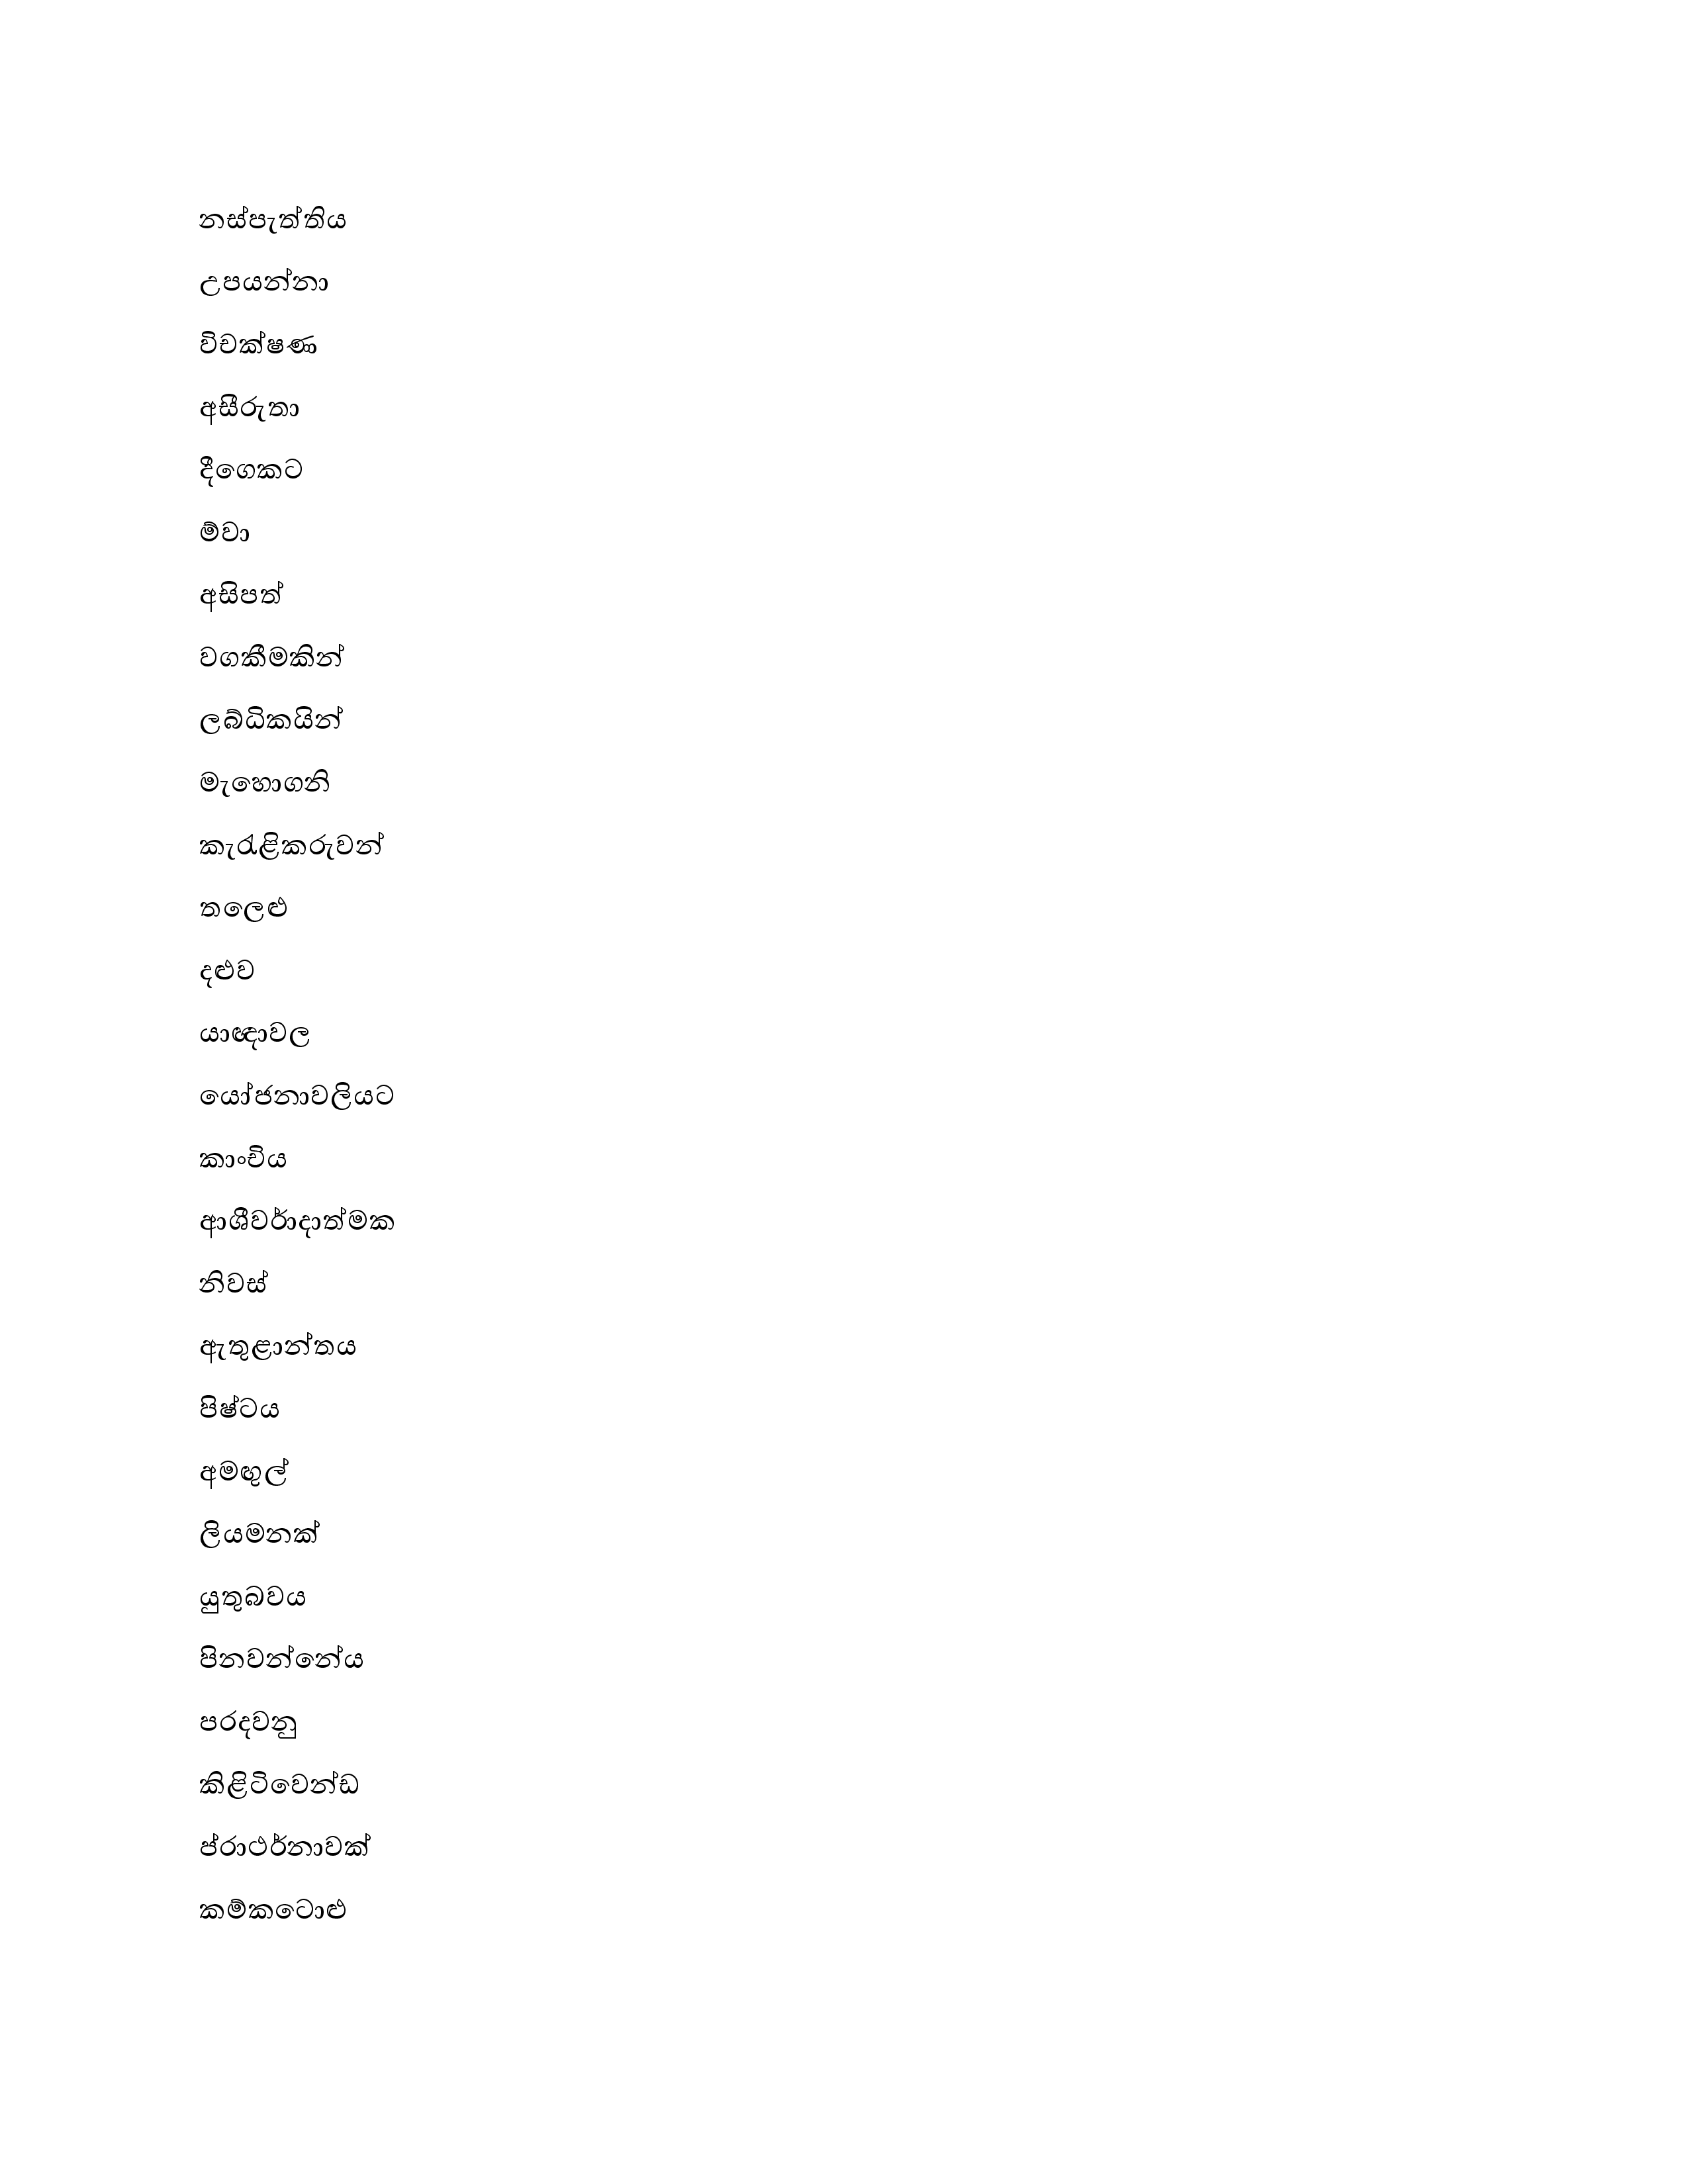 නස්පැත්තිය
උපයන්නා
විචක්ෂණ
අසීරුතා
දීගෙකට
ම්වා
අසිපත්
වගකීමකින්
ලබ්ධිකයින්
මැහොගනි
කැරැළිකරුවන්
තලෙළු
දළුව
යාඥාවල
යෝජනාවලියට
කාංචිය
ආශීර්වාදාත්මක
නිවස්
ඇතුළාන්තය
පිෂ්ටය
අමඟුල්
ලියමනක්
යුතුබවය
පිනවන්නේය
පරදවනු
කිළිටිවෙන්ඩ
ප්රාර්ථනාවක්
කම්කටොළු